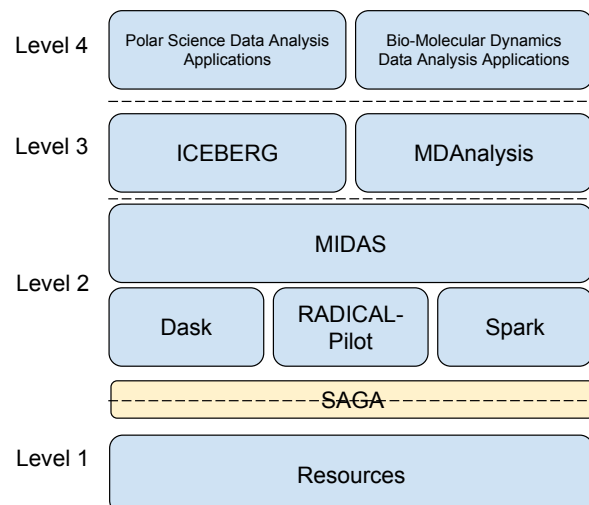 Level 4
Polar Science Data Analysis
Applications
Bio-Molecular Dynamics
Data Analysis Applications
Level 3
ICEBERG
MDAnalysis
Level 2
MIDAS
Dask
RADICAL-
Pilot
Spark
SAGA
Level 1
Resources